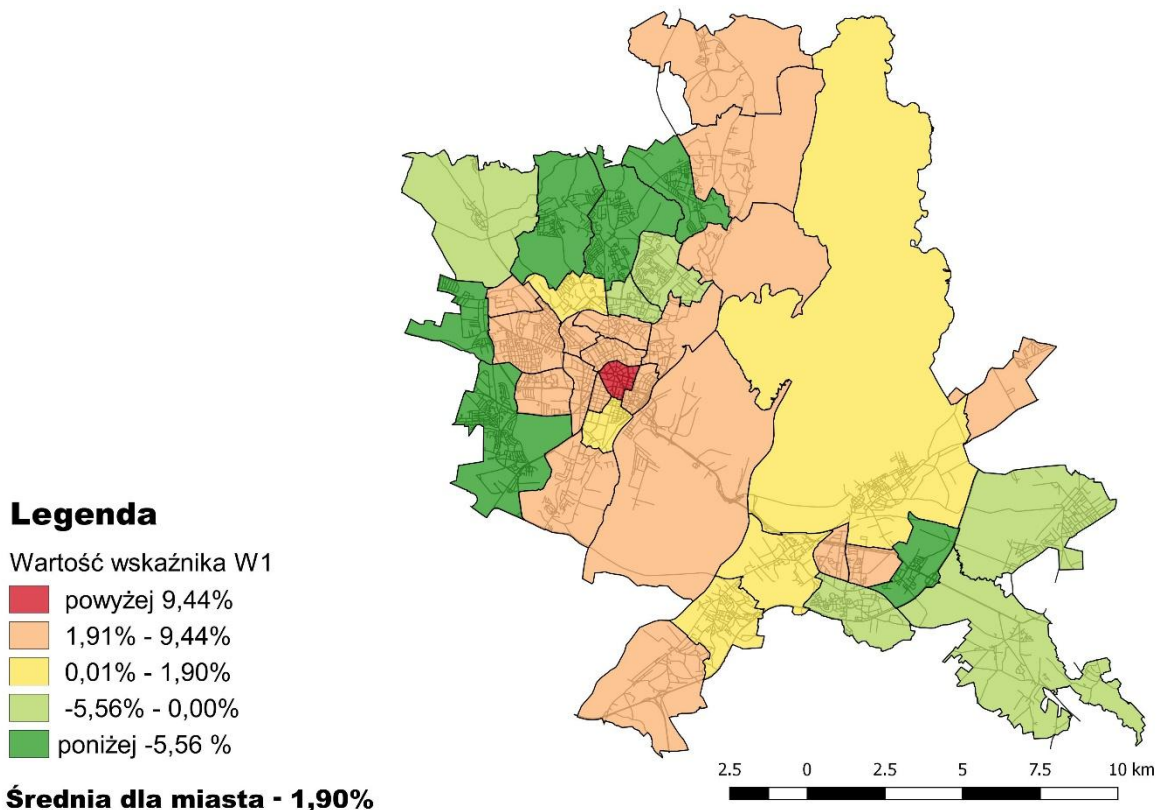 Legenda
Wartość wskaźnika W1
powyżej 9,44%
1,91% - 9,44%
0,01% - 1,90%
-5,56% - 0,00%
poniżej -5,56 %
Średnia dla miasta - 1,90%
2.5 0 2.5 5 7.5 10 km